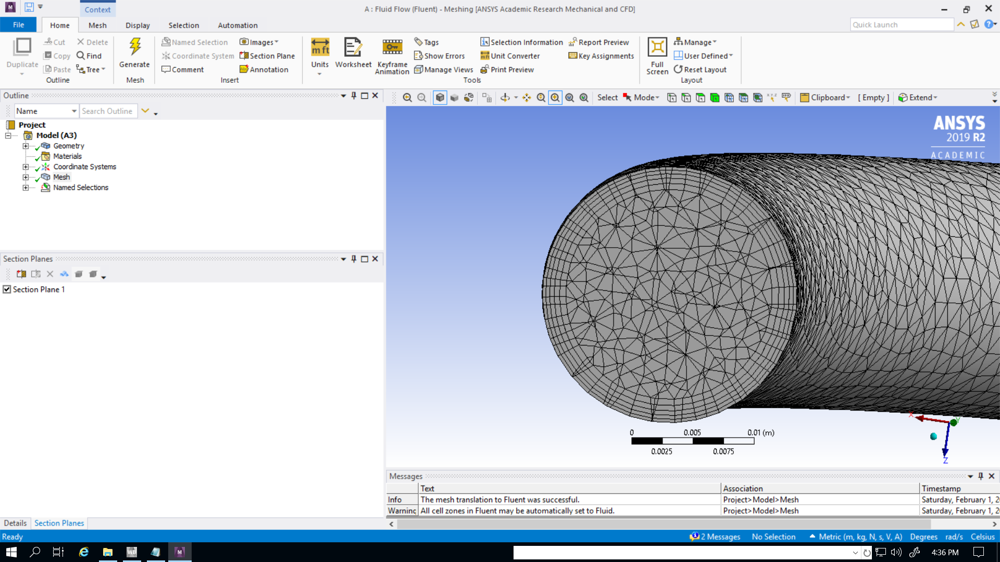 Context
A : Fluid Flow (Fluent) - Meshing [ANSYS Academic Research Mechanical and CFD]
File Home Mesh Display Selection Automation Quick Launch
Duplicate Cut Delete Copy Find Paste Tree Outline
Generate Mesh
Named Selection Images Coordinate System Section Plane Comment Annotation Insert
m ft Units Worksheet Keyframe Animation
Tags Selection Information Report Preview
Show Errors Unit Converter Key Assignments
Manage Views Print Preview
Tools
Full Screen Manage User Defined Reset Layout Layout
Outline
Name Search Outline
Project
Model (A3)
Geometry
Materials
Coordinate Systems
Mesh
Named Selections
Section Planes
Section Plane 1
Details Section Planes
Select Mode Clipboard [ Empty ] Extend
ANSYS
2019 R2
ACADEMIC
X Y Z
0 0.005 0.01 (m)
0.0025 0.0075
Messages
Text Association Timestamp
Info The mesh translation to Fluent was successful. Project>Model>Mesh Saturday, February 1, 2
Warning All cell zones in Fluent may be automatically set to Fluid. Project>Model>Mesh Saturday, February 1, 2
Ready 2 Messages No Selection Metric (m, kg, N, s, V, A) Degrees rad/s Celsius
WB M 4:36 PM